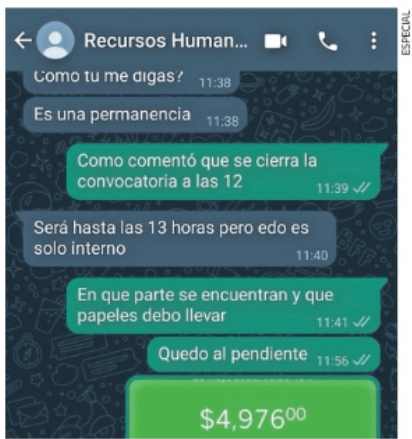 ESPECIAL
Recursos Human...
Como tu me digas? 11:38
Es una permanencia 11:38
Como comentó que se cierra la
convocatoria a las 12 11:39
Será hasta las 13 horas pero edo es
solo interno 11:40
En que parte se encuentran y que
papeles debo llevar 11:41
Quedo al pendiente 11:56
$4,97600